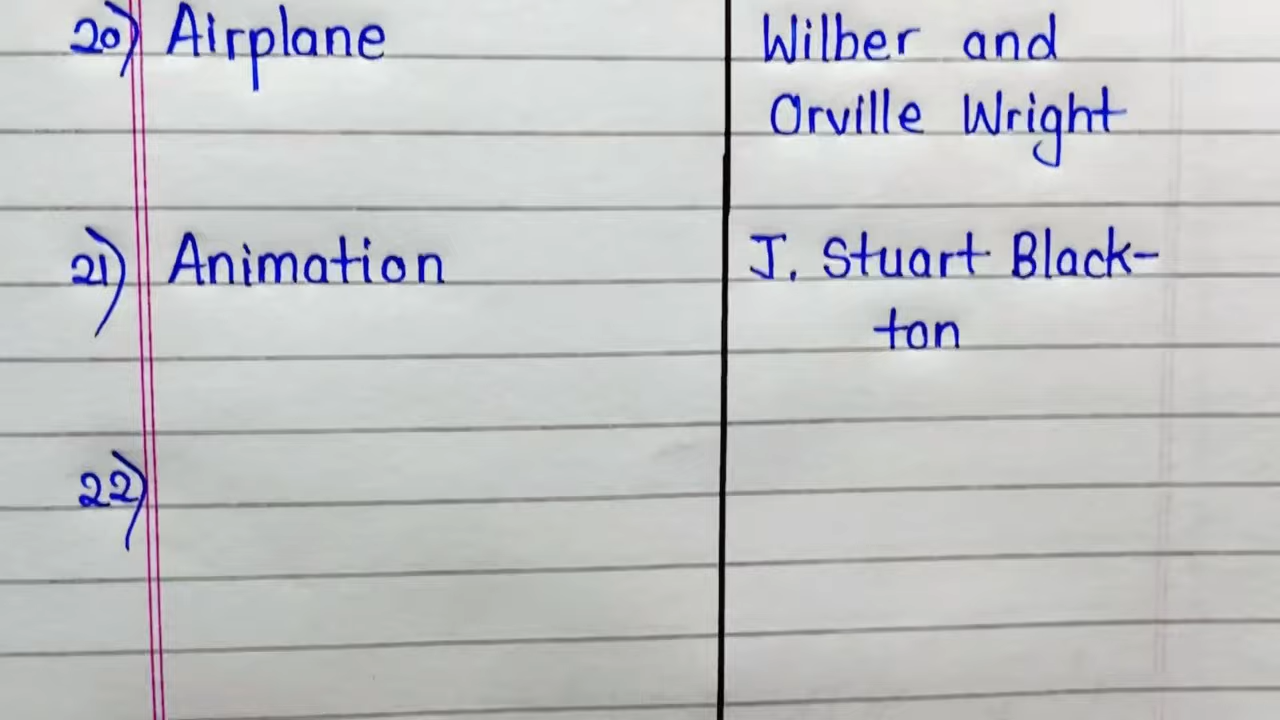 20) Airplane Wilber and
Orville Wright
21) Animation J. Stuart Black-
ton
22)